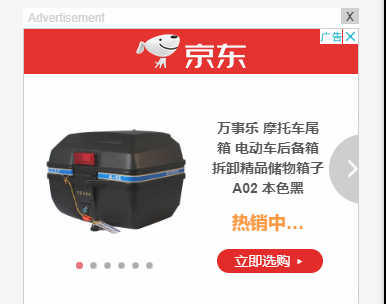 Advertisement X
广告
京东
万事乐 摩托车尾
箱 电动车后备箱
拆卸精品储物箱子
A02 本色黑
热销中...
立即选购